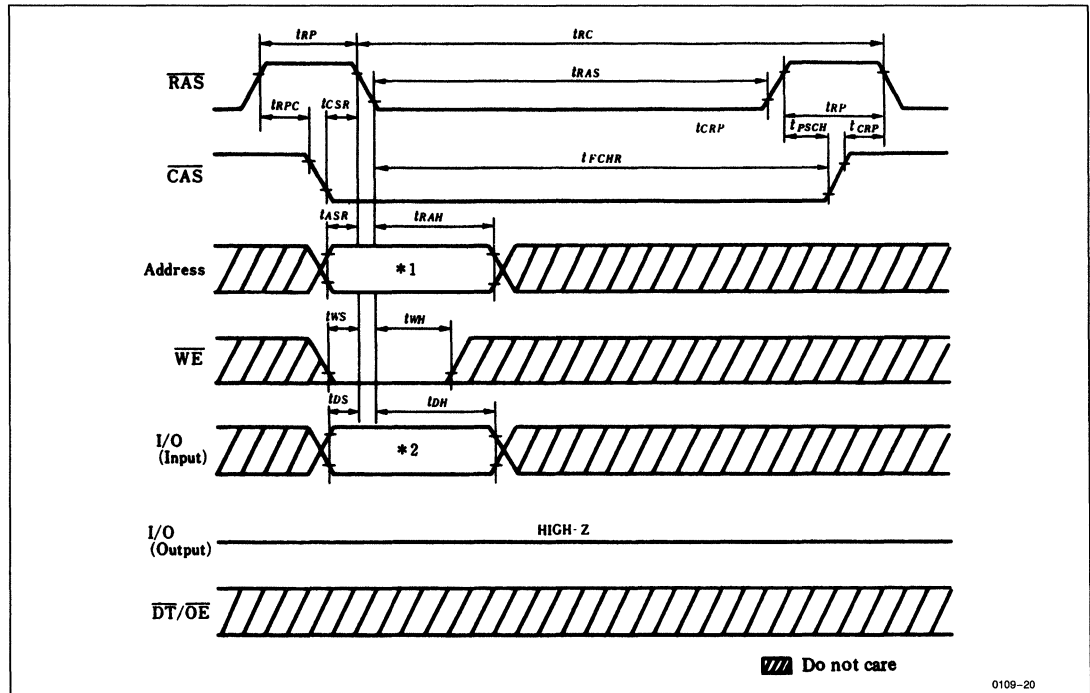 tRP
tRC
RAS
tRAS
tRPC
tCSR
tCRP
tRP
tPSCH
tCRP
CAS
tFCHR
tASR
tRAH
Address
*1
tWS
tWH
WE
tDS
tDH
I/O
(Input)
*2
I/O
(Output)
HIGH-Z
DT/OE
Do not care
0109-20